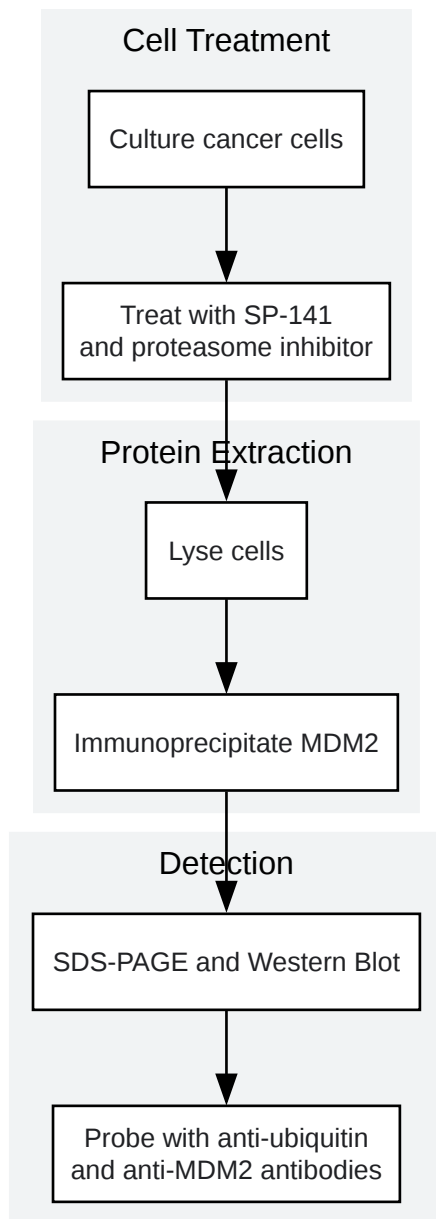 Cell Treatment
Culture cancer cells
Treat with SP-141
and proteasome inhibitor
Protein Extraction
Lyse cells
Immunoprecipitate MDM2
Detection
SDS-PAGE and Western Blot
Probe with anti-ubiquitin
and anti-MDM2 antibodies